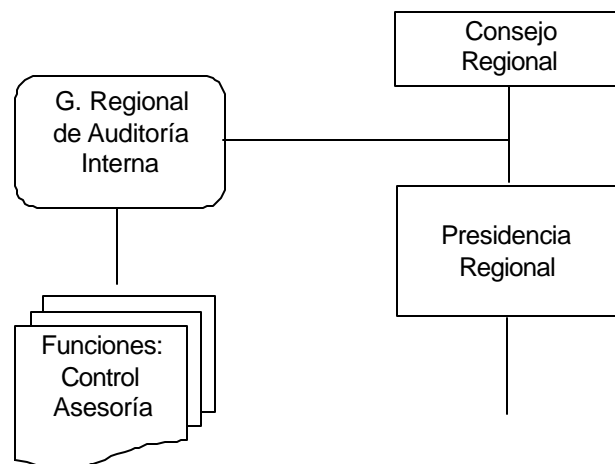 Consejo
Regional
G. Regional
de Auditoría
Interna
Presidencia
Regional
Funciones:
Control
Asesoría